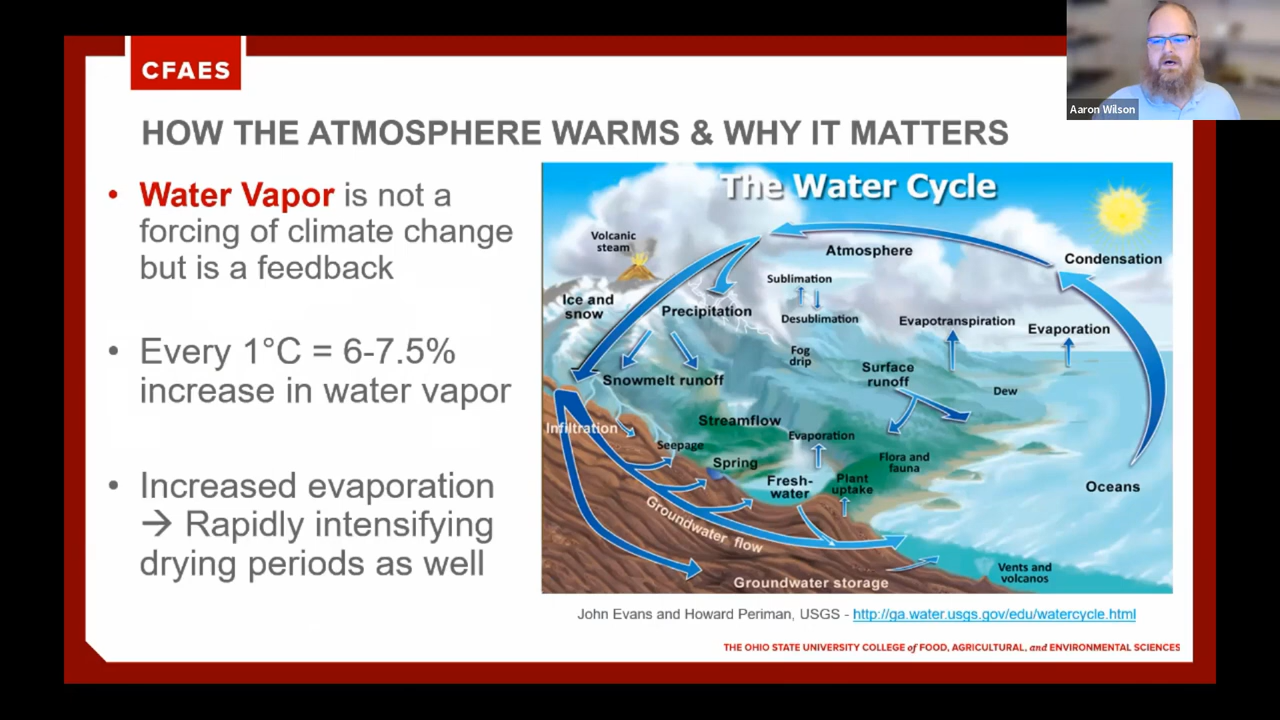 CFAES
Aaron Wilson
HOW THE ATMOSPHERE WARMS & WHY IT MATTERS
• Water Vapor is not a
forcing of climate change
but is a feedback
• Every 1°C = 6-7.5%
increase in water vapor
• Increased evaporation
→ Rapidly intensifying
drying periods as well
The Water Cycle
Volcanic
steam
Atmosphere
Condensation
Sublimation
Ice and
snow
Precipitation
Desublimation
Evapotranspiration
Evaporation
Fog
drip
Snowmelt runoff
Surface
runoff
Dew
Infiltration
Streamflow
Evaporation
Seepage
Spring
Flora and
fauna
Fresh-
water
Plant
uptake
Oceans
Groundwater flow
Vents and
volcanos
Groundwater storage
John Evans and Howard Periman, USGS - http://ga.water.usgs.gov/edu/watercycle.html
THE OHIO STATE UNIVERSITY COLLEGE of FOOD, AGRICULTURAL, and ENVIRONMENTAL SCIENCES